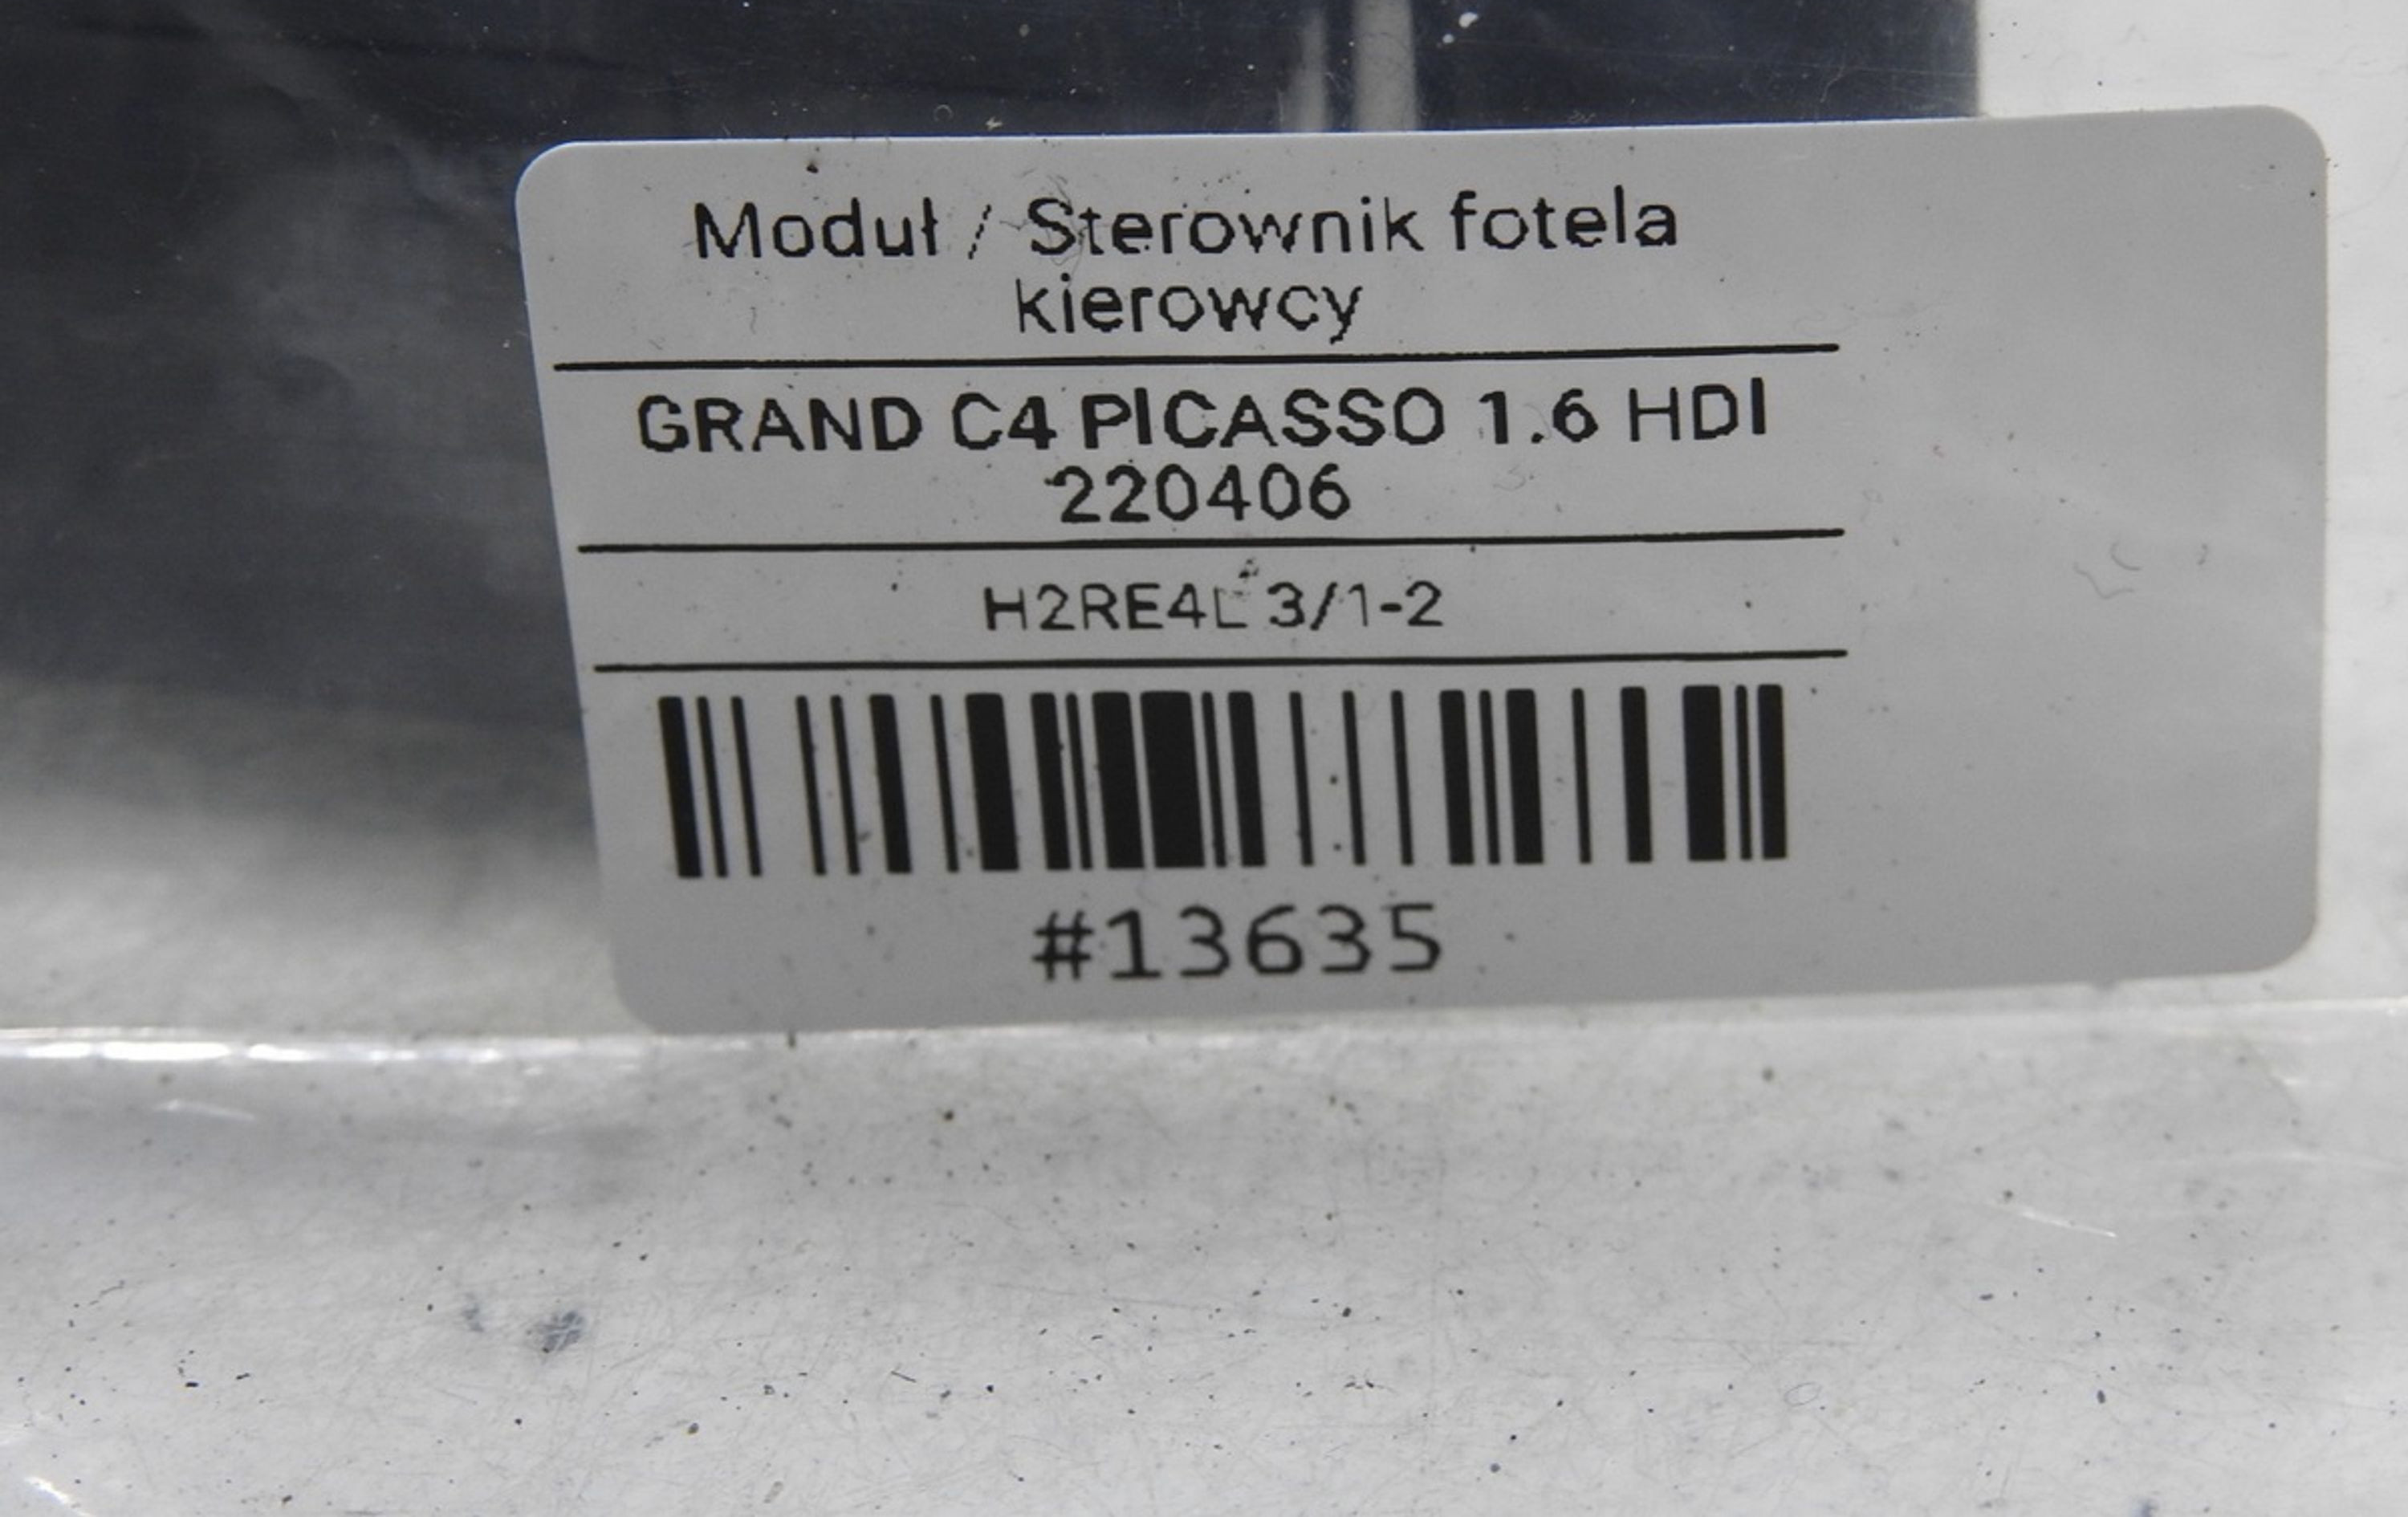 Moduł / Sterownik fotela
kierowcy
GRAND C4 PICASSO 1.6 HDI
220406
H2RE4L 3/1-2
#13635